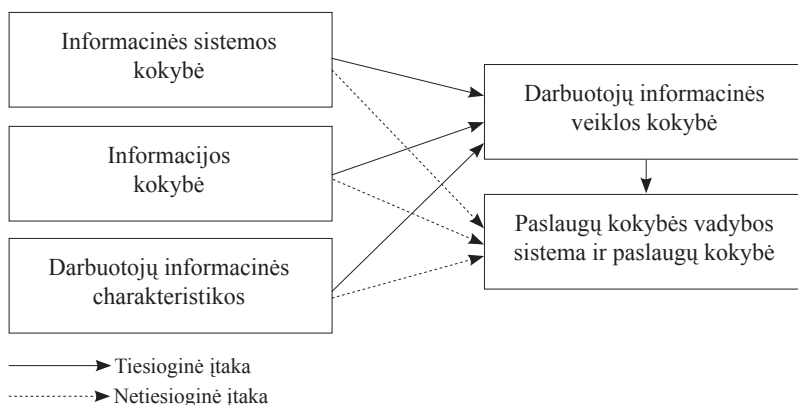 Informacinės sistemos
kokybė
Informacijos
kokybė
Darbuotojų informacinės
charakteristikos
Darbuotojų informacinės
veiklos kokybė
Paslaugų kokybės vadybos
sistema ir paslaugų kokybė
Tiesioginė įtaka
Netiesioginė įtaka